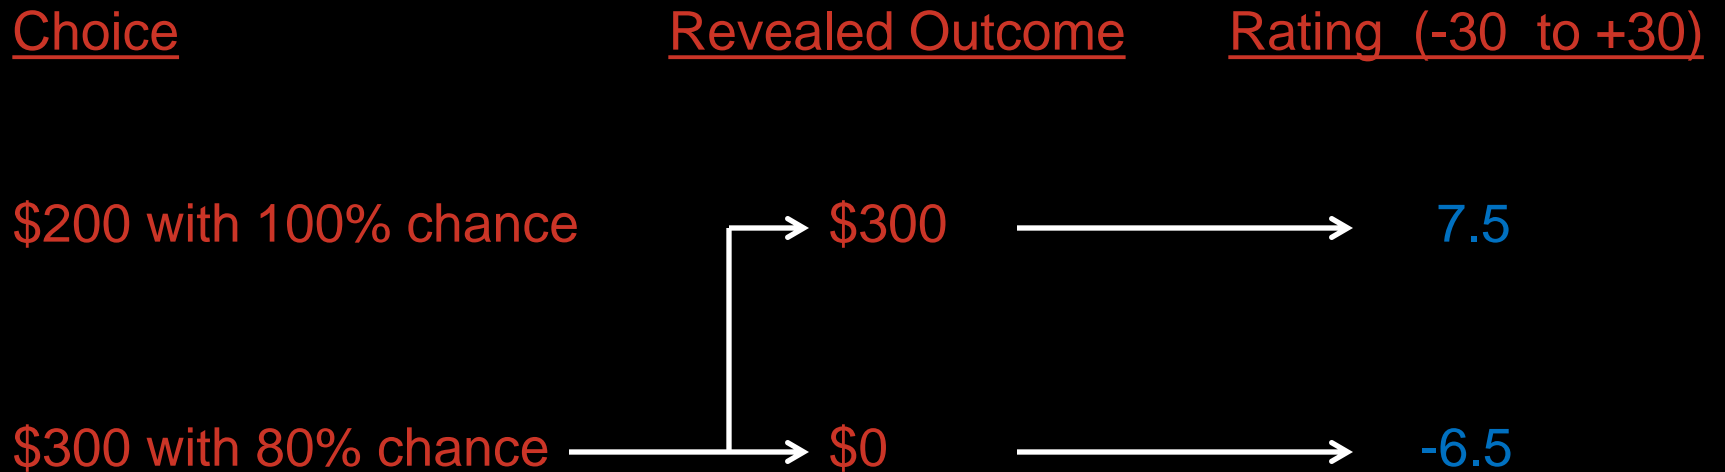 Choice Revealed Outcome Rating (-30 to +30)
$200 with 100% chance $300 7.5
$300 with 80% chance $0 -6.5